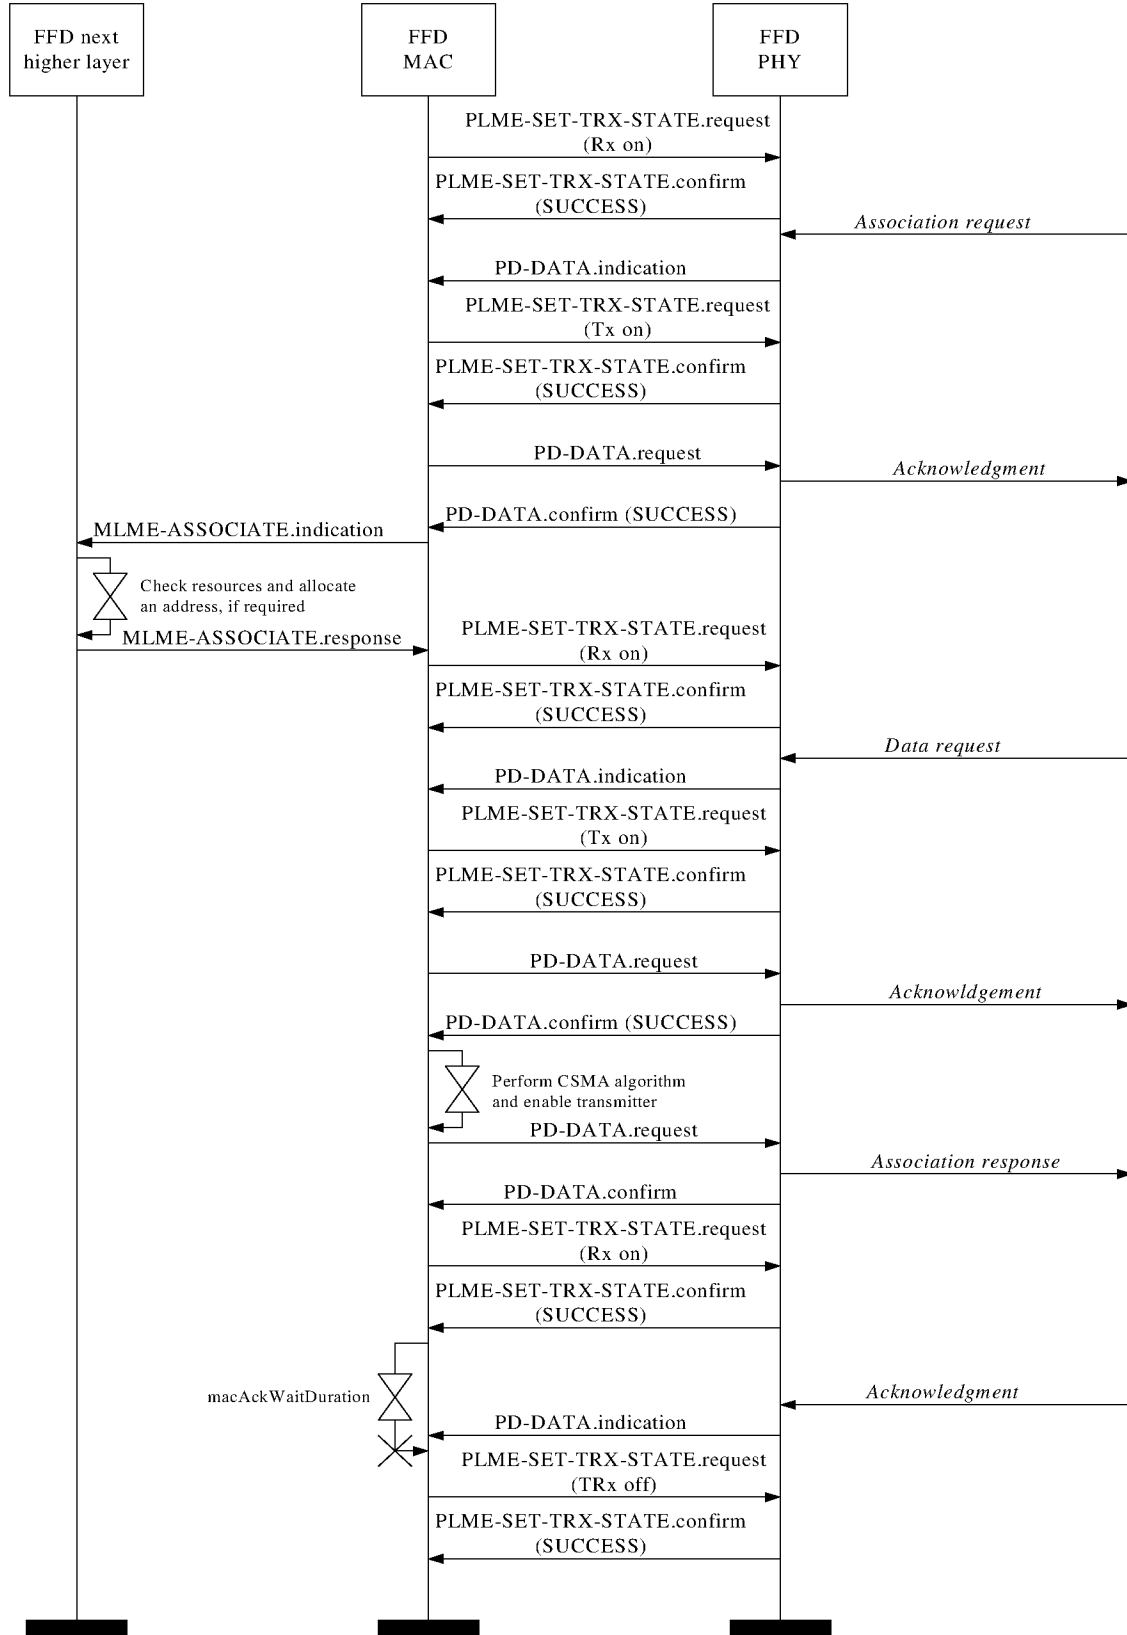 FFD next
higher layer
FFD
MAC
FFD
PHY
PLME-SET-TRX-STATE.request
(Rx on)
PLME-SET-TRX-STATE.confirm
(SUCCESS)
Association request
PD-DATA.indication
PLME-SET-TRX-STATE.request
(Tx on)
PLME-SET-TRX-STATE.confirm
(SUCCESS)
PD-DATA.request
Acknowledgment
PD-DATA.confirm (SUCCESS)
MLME-ASSOCIATE.indication
Check resources and allocate
an address, if required
MLME-ASSOCIATE.response
PLME-SET-TRX-STATE.request
(Rx on)
PLME-SET-TRX-STATE.confirm
(SUCCESS)
Data request
PD-DATA.indication
PLME-SET-TRX-STATE.request
(Tx on)
PLME-SET-TRX-STATE.confirm
(SUCCESS)
PD-DATA.request
Acknowldgement
PD-DATA.confirm (SUCCESS)
Perform CSMA algorithm
and enable transmitter
PD-DATA.request
Association response
PD-DATA.confirm
PLME-SET-TRX-STATE.request
(Rx on)
PLME-SET-TRX-STATE.confirm
(SUCCESS)
macAckWaitDuration
Acknowledgment
PD-DATA.indication
PLME-SET-TRX-STATE.request
(TRx off)
PLME-SET-TRX-STATE.confirm
(SUCCESS)